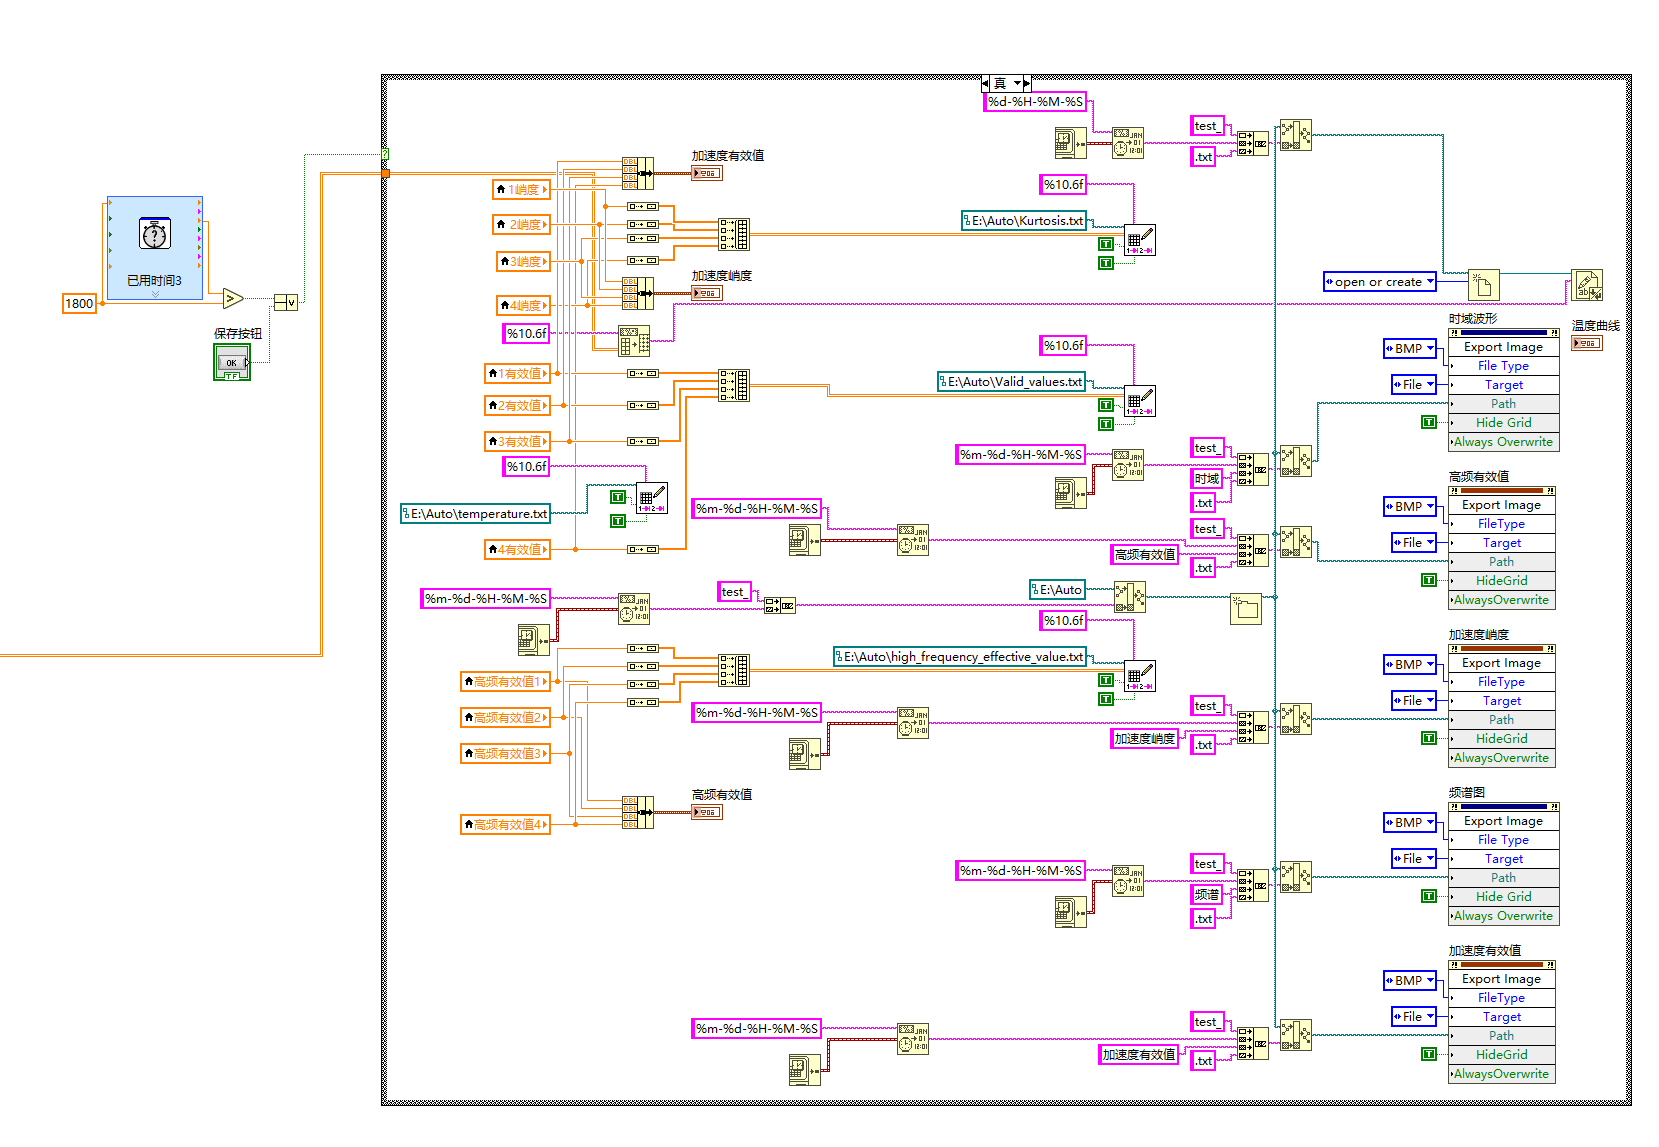 真
%d-%H-%M-%S
test_
.txt
加速度有效值
%10.6f
1峭度
E:\Auto\Kurtosis.txt
2峭度
3峭度
加速度峭度
4峭度
已用时间3
1800
保存按钮
OK
TF
%10.6f
open or create
时域波形
温度曲线
%10.6f
BMP
Export Image
File Type
File
Target
Path
Hide Grid
Always Overwrite
1有效值
E:\Auto\Valid_values.txt
2有效值
3有效值
%10.6f
%m-%d-%H-%M-%S
test_
时域
.txt
E:\Auto\temperature.txt
%m-%d-%H-%M-%S
4有效值
test_
高频有效值
.txt
高频有效值
BMP
Export Image
FileType
File
Target
Path
HideGrid
AlwaysOverwrite
%m-%d-%H-%M-%S
test_
E:\Auto
%10.6f
E:\Auto\high_frequency_effective_value.txt
高频有效值1
高频有效值2
高频有效值3
高频有效值4
%m-%d-%H-%M-%S
test_
加速度峭度
.txt
加速度峭度
BMP
Export Image
FileType
File
Target
Path
HideGrid
AlwaysOverwrite
高频有效值
%m-%d-%H-%M-%S
test_
频谱
.txt
频谱图
BMP
Export Image
File Type
File
Target
Path
Hide Grid
Always Overwrite
%m-%d-%H-%M-%S
test_
加速度有效值
.txt
加速度有效值
BMP
Export Image
FileType
File
Target
Path
HideGrid
AlwaysOverwrite